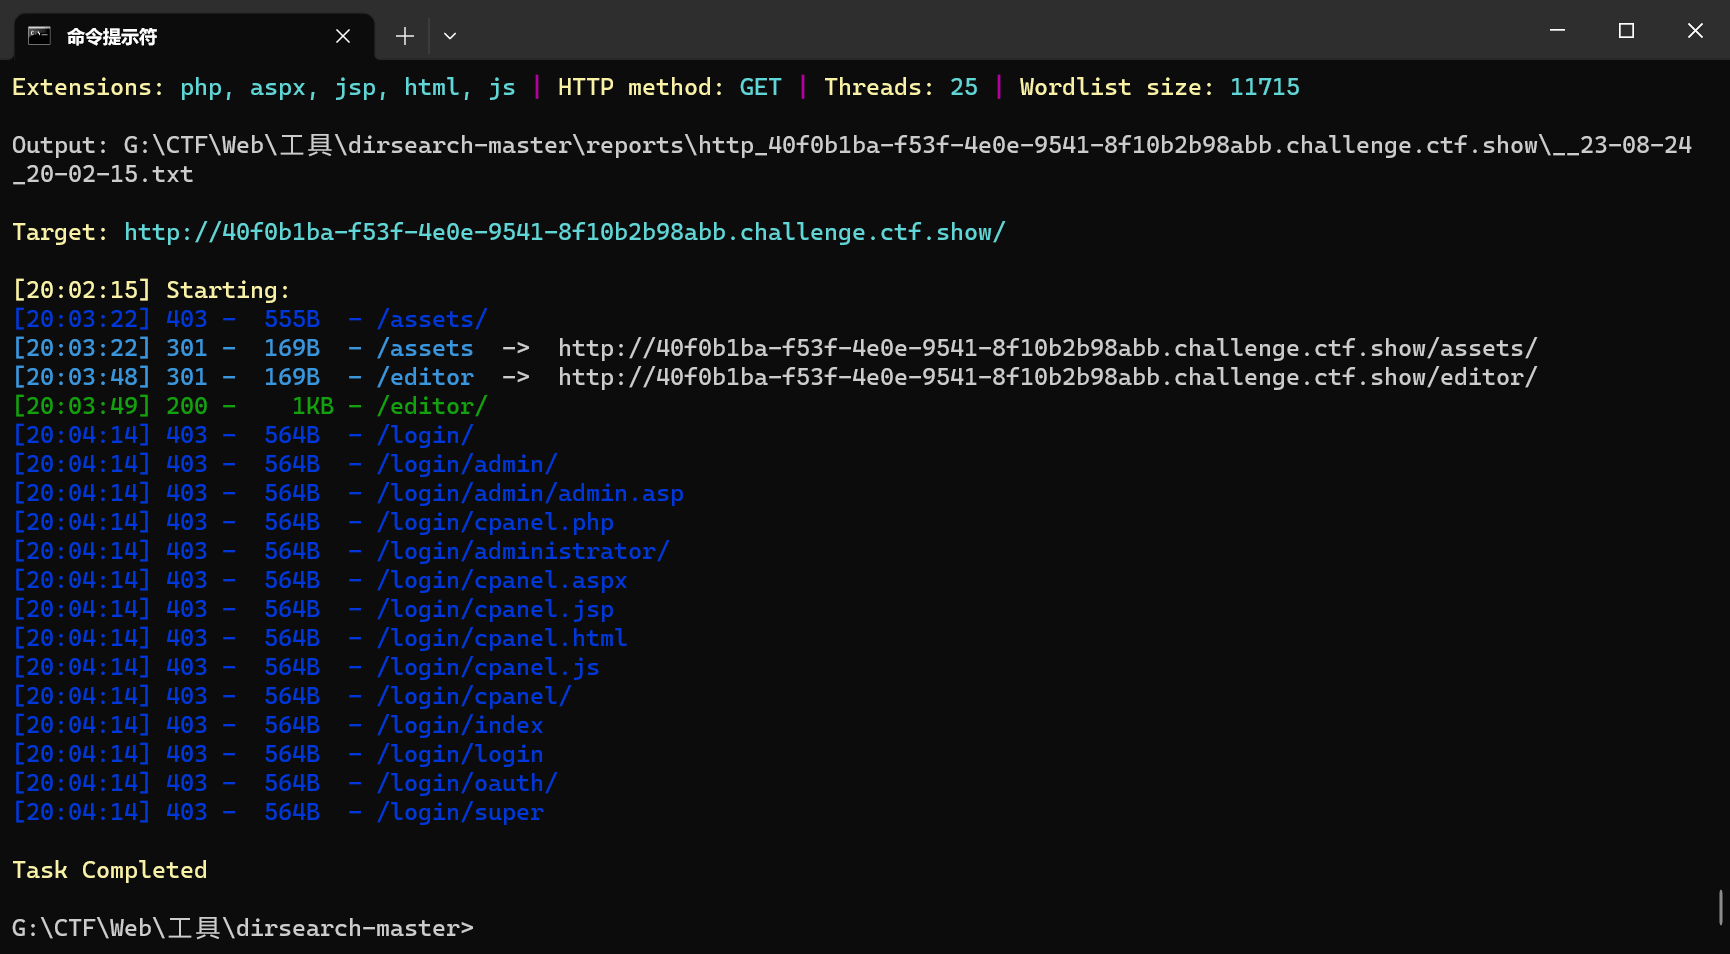 命令提示符
Extensions: php, aspx, jsp, html, js | HTTP method: GET | Threads: 25 | Wordlist size: 11715
Output: G:\CTF\Web\工具\dirsearch-master\reports\http_40f0b1ba-f53f-4e0e-9541-8f10b2b98abb.challenge.ctf.show\__23-08-24
_20-02-15.txt
Target: http://40f0b1ba-f53f-4e0e-9541-8f10b2b98abb.challenge.ctf.show/
[20:02:15] Starting:
[20:03:22] 403 -  555B  - /assets/
[20:03:22] 301 -  169B  - /assets  ->  http://40f0b1ba-f53f-4e0e-9541-8f10b2b98abb.challenge.ctf.show/assets/
[20:03:48] 301 -  169B  - /editor  ->  http://40f0b1ba-f53f-4e0e-9541-8f10b2b98abb.challenge.ctf.show/editor/
[20:03:49] 200 -    1KB - /editor/
[20:04:14] 403 -  564B  - /login/
[20:04:14] 403 -  564B  - /login/admin/
[20:04:14] 403 -  564B  - /login/admin/admin.asp
[20:04:14] 403 -  564B  - /login/cpanel.php
[20:04:14] 403 -  564B  - /login/administrator/
[20:04:14] 403 -  564B  - /login/cpanel.aspx
[20:04:14] 403 -  564B  - /login/cpanel.jsp
[20:04:14] 403 -  564B  - /login/cpanel.html
[20:04:14] 403 -  564B  - /login/cpanel.js
[20:04:14] 403 -  564B  - /login/cpanel/
[20:04:14] 403 -  564B  - /login/index
[20:04:14] 403 -  564B  - /login/login
[20:04:14] 403 -  564B  - /login/oauth/
[20:04:14] 403 -  564B  - /login/super
Task Completed
G:\CTF\Web\工具\dirsearch-master>